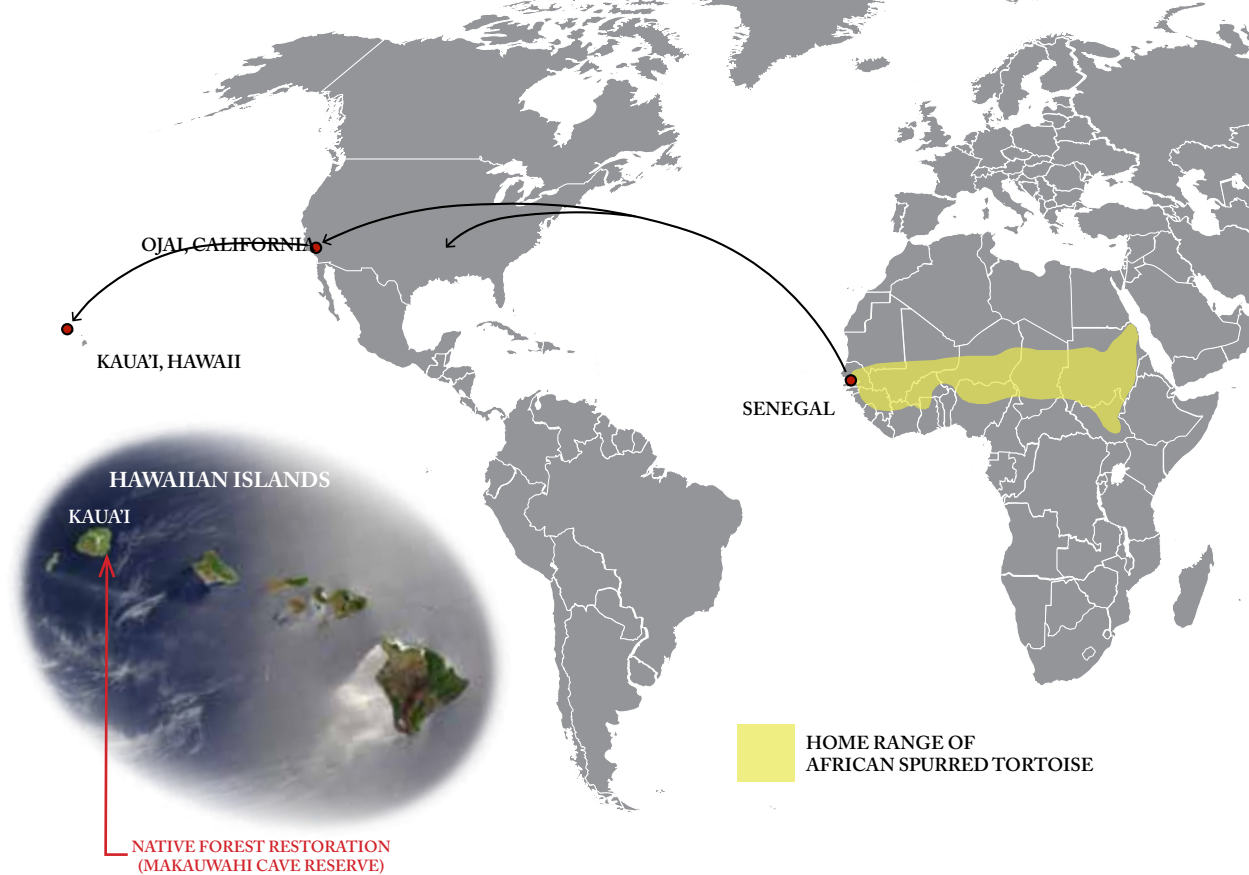 OJAI, CALIFORNIA
KAUA'I, HAWAII
SENEGAL
HAWAIIAN ISLANDS
KAUA'I
HOME RANGE OF
AFRICAN SPURRED TORTOISE
NATIVE FOREST RESTORATION
(MAKAUWAHI CAVE RESERVE)